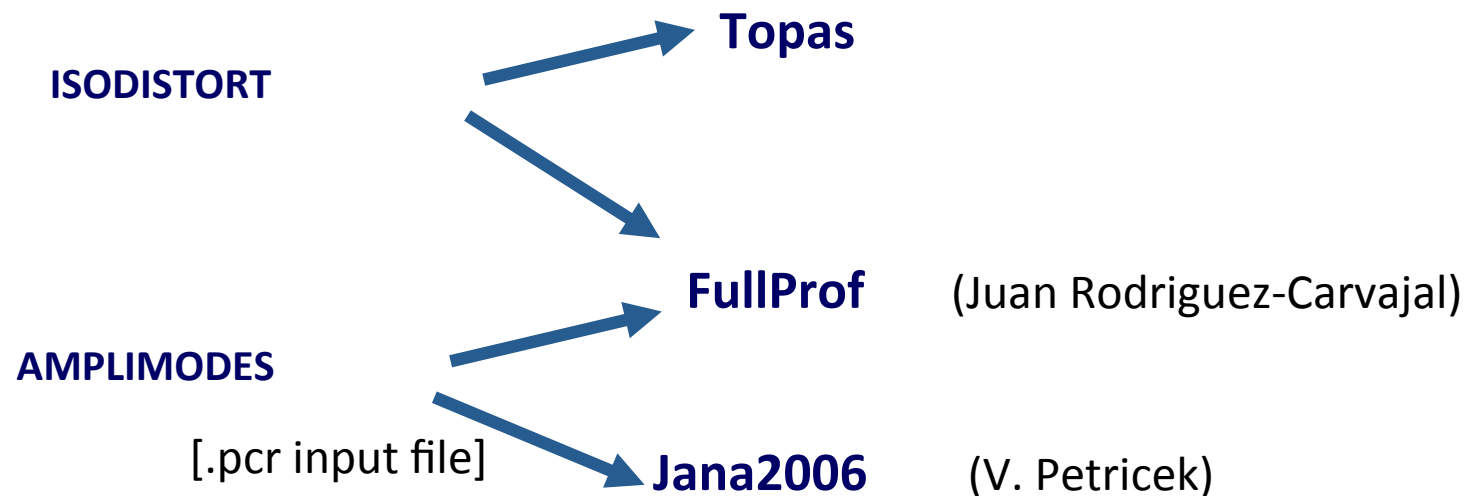 Topas
ISODISTORT
FullProf (Juan Rodriguez-Carvajal)
AMPLIMODES
[.pcr input file]
Jana2006 (V. Petricek)